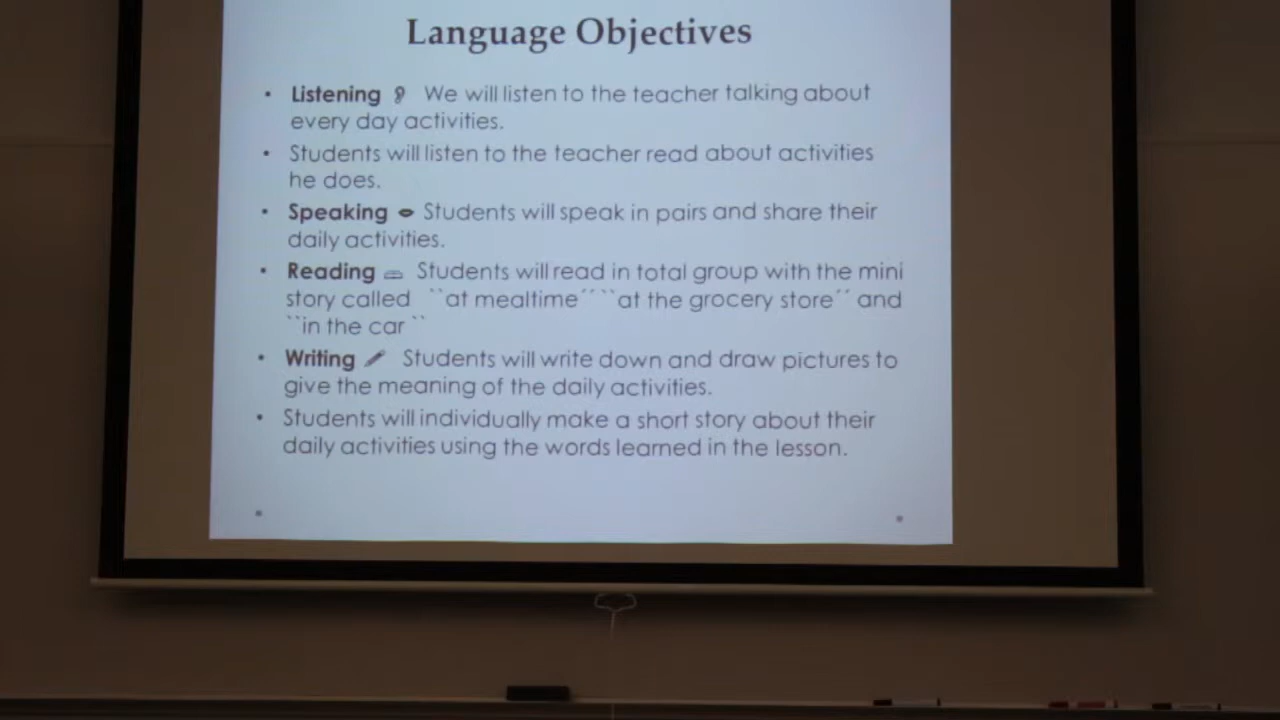 Language Objectives
• Listening We will listen to the teacher talking about
every day activities.
• Students will listen to the teacher read about activities
he does.
• Speaking Students will speak in pairs and share their
daily activities.
• Reading Students will read in total group with the mini
story called ``at mealtime´´ ``at the grocery store´´ and
``in the car ``
• Writing Students will write down and draw pictures to
give the meaning of the daily activities.
• Students will individually make a short story about their
daily activities using the words learned in the lesson.